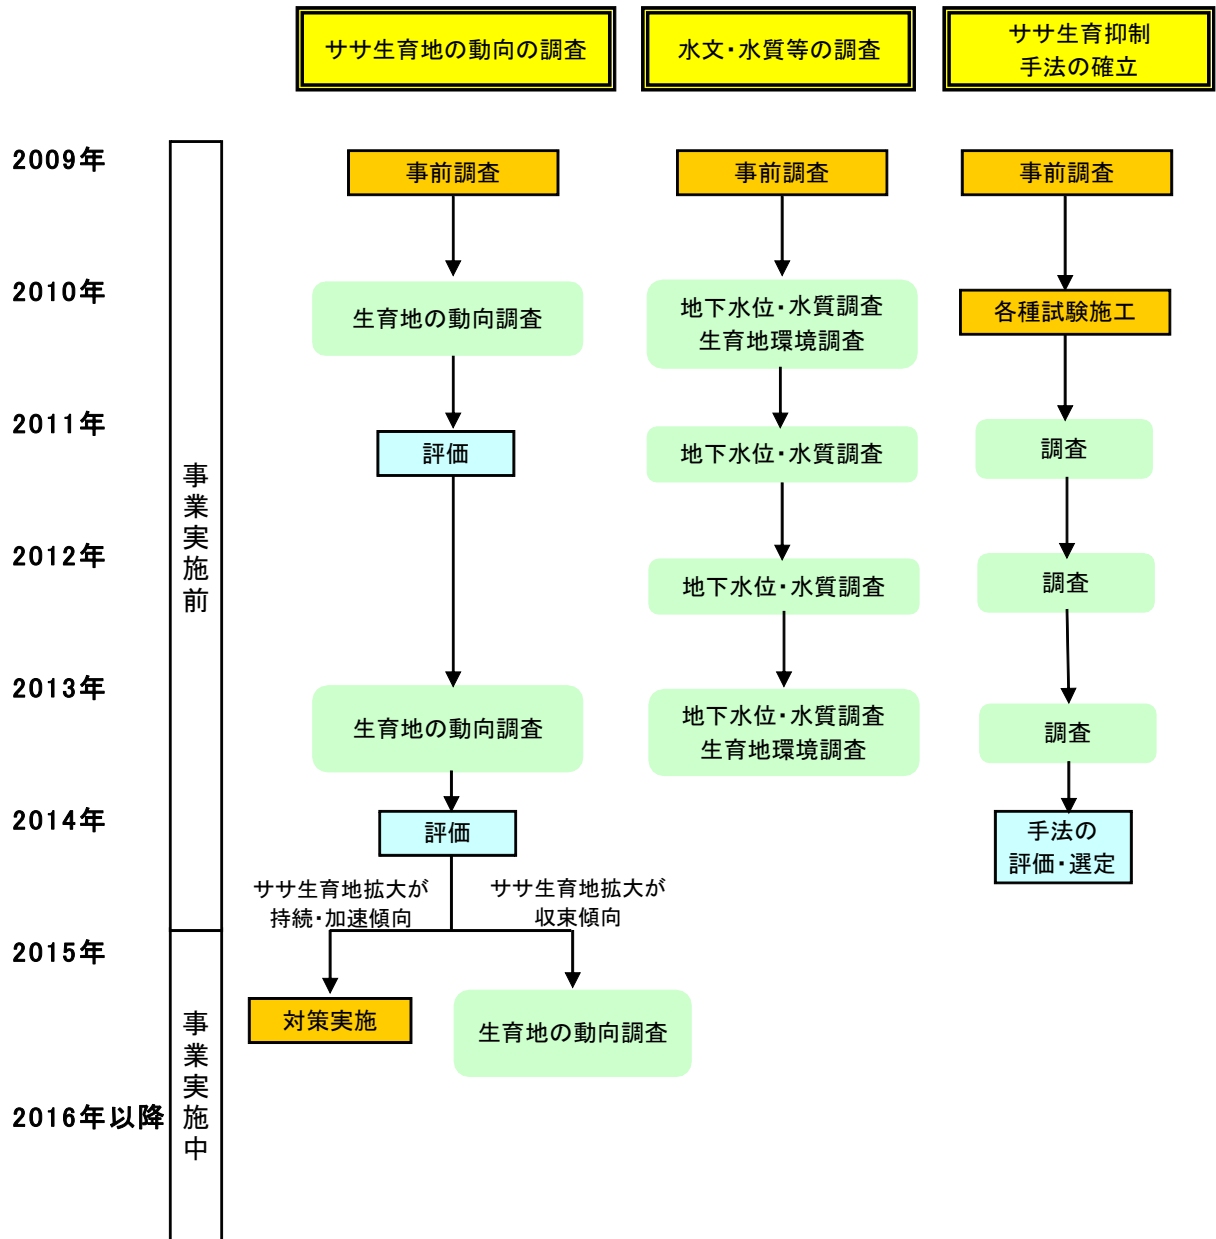 ササ生育地の動向の調査
水文・水質等の調査
ササ生育抑制
手法の確立
2009年
事前調査
事前調査
事前調査
2010年
生育地の動向調査
地下水位・水質調査
生育地環境調査
各種試験施工
2011年
評価
地下水位・水質調査
調査
事業実施前
2012年
地下水位・水質調査
調査
2013年
生育地の動向調査
地下水位・水質調査
生育地環境調査
調査
2014年
評価
手法の
評価・選定
ササ生育地拡大が
持続・加速傾向
ササ生育地拡大が
収束傾向
2015年
対策実施
生育地の動向調査
事業実施中
2016年以降